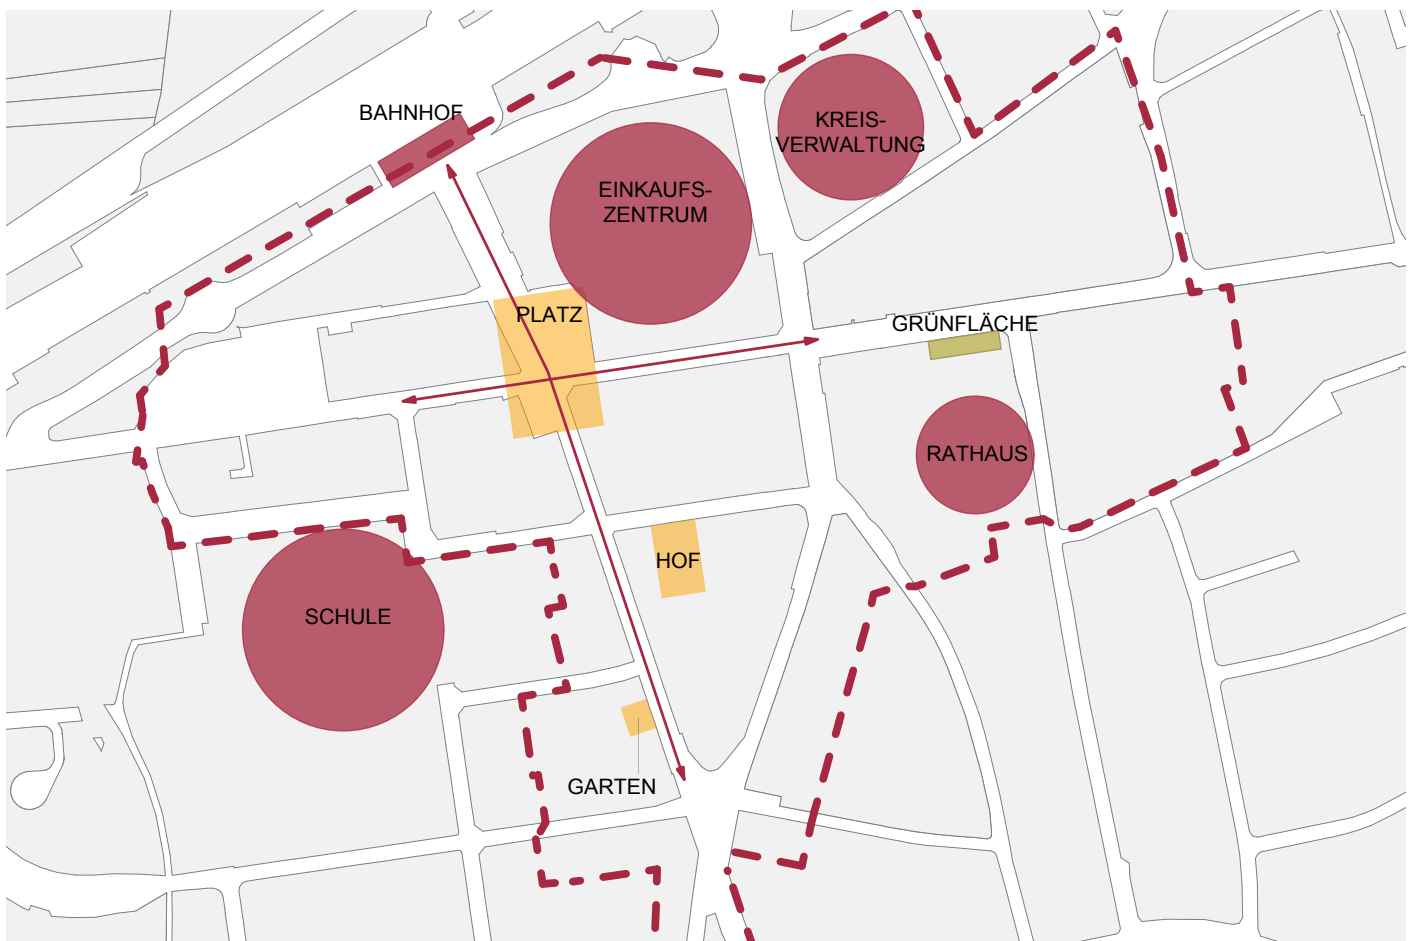 BAHNHOF
KREIS-
VERWALTUNG
EINKAUFS-
ZENTRUM
PLATZ
GRÜNFLÄCHE
RATHAUS
HOF
SCHULE
GARTEN